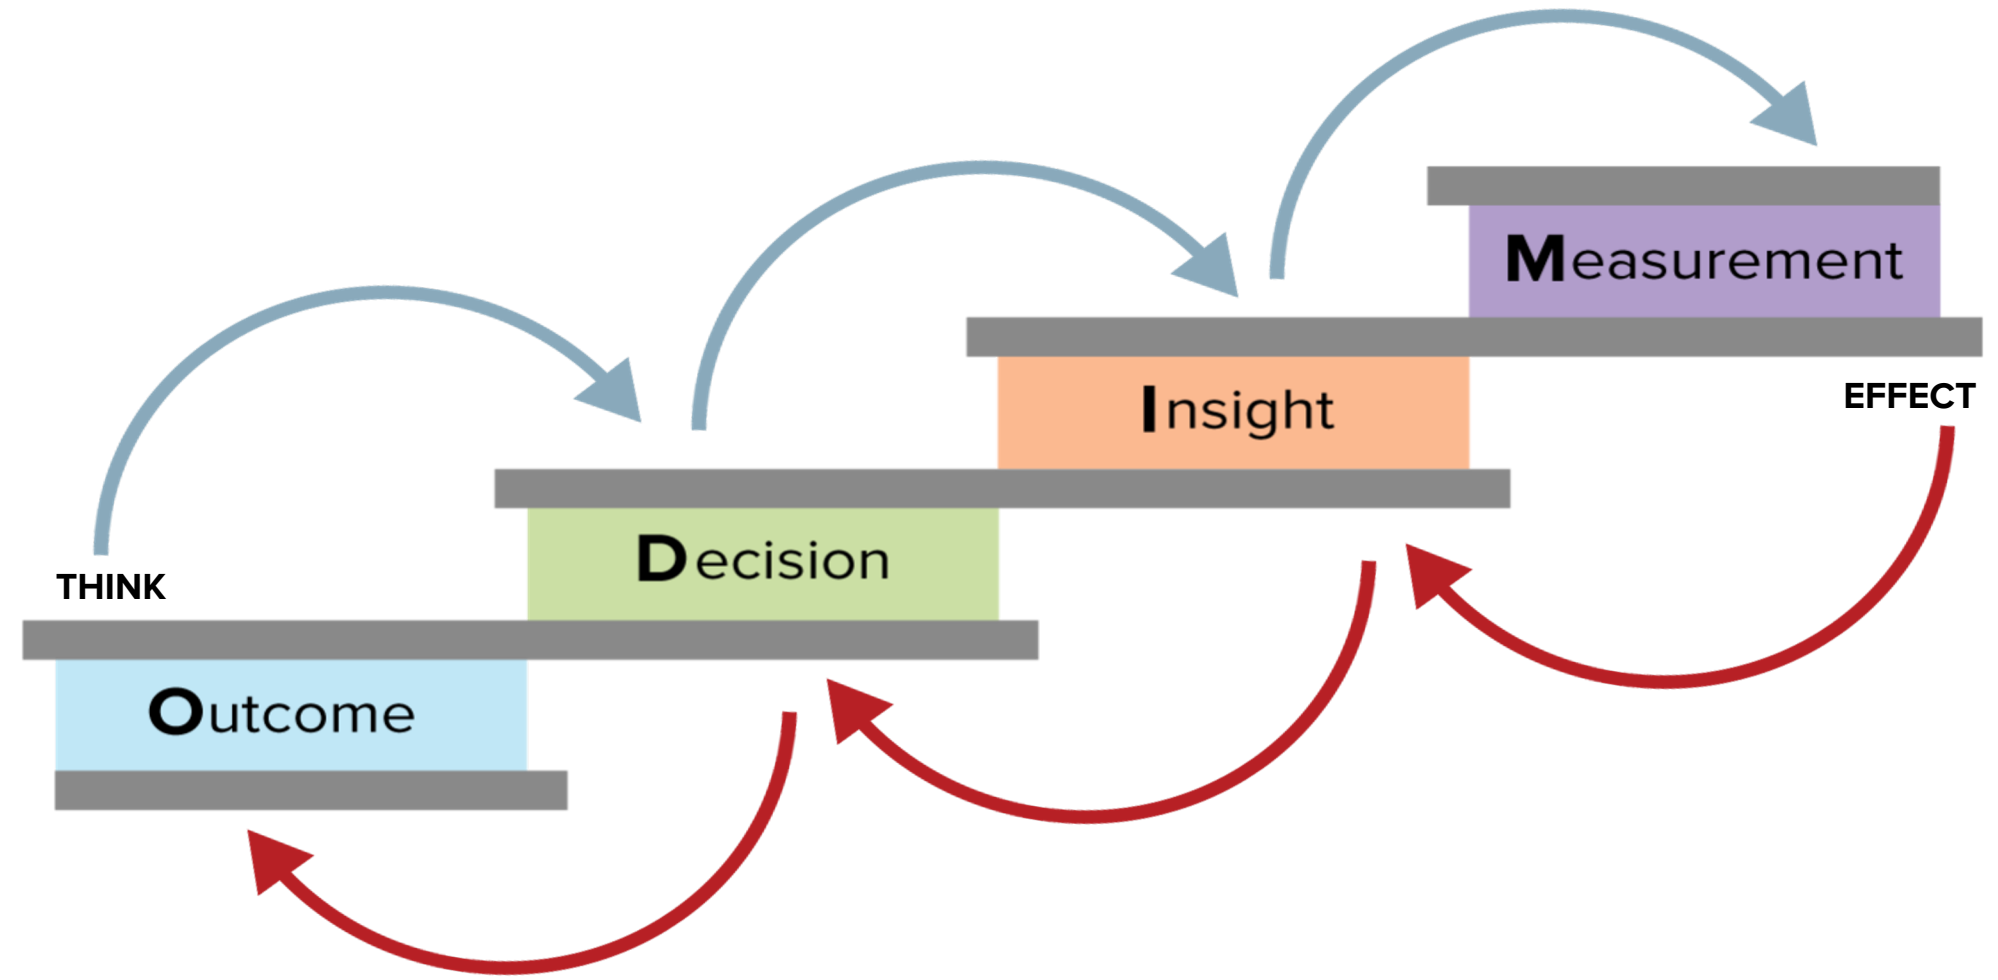 Measurement
EFFECT
Insight
Decision
THINK
Outcome